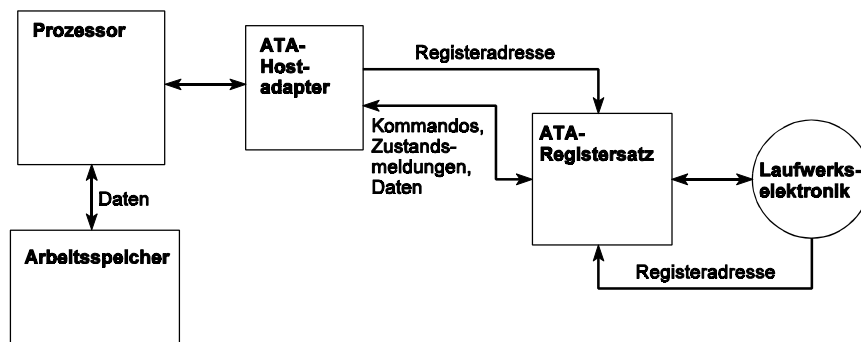 Prozessor
ATA-
Host-
adapter
Registeradresse
Kommandos,
Zustands-
meldungen,
Daten
ATA-
Registersatz
Laufwerks-
elektronik
Daten
Arbeitsspeicher
Registeradresse